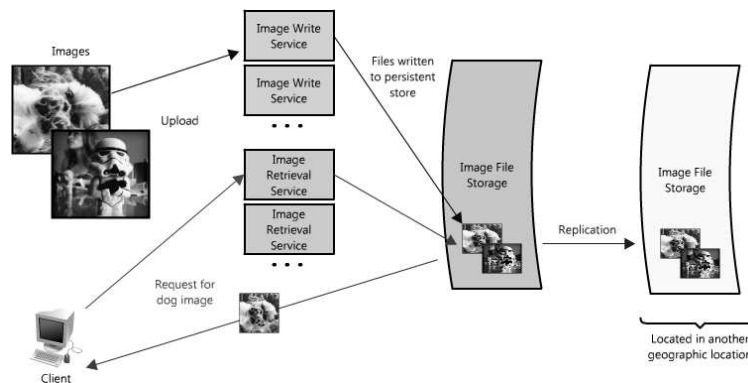 Images
Upload
Image Write
Service
Image Write
Service
• • •
Image
Retrieval
Service
Image
Retrieval
Service
• • •
Files written
to persistent
store
Image File
Storage
Replication
Image File
Storage
Located in another
geographic location
Request for
dog image
Client